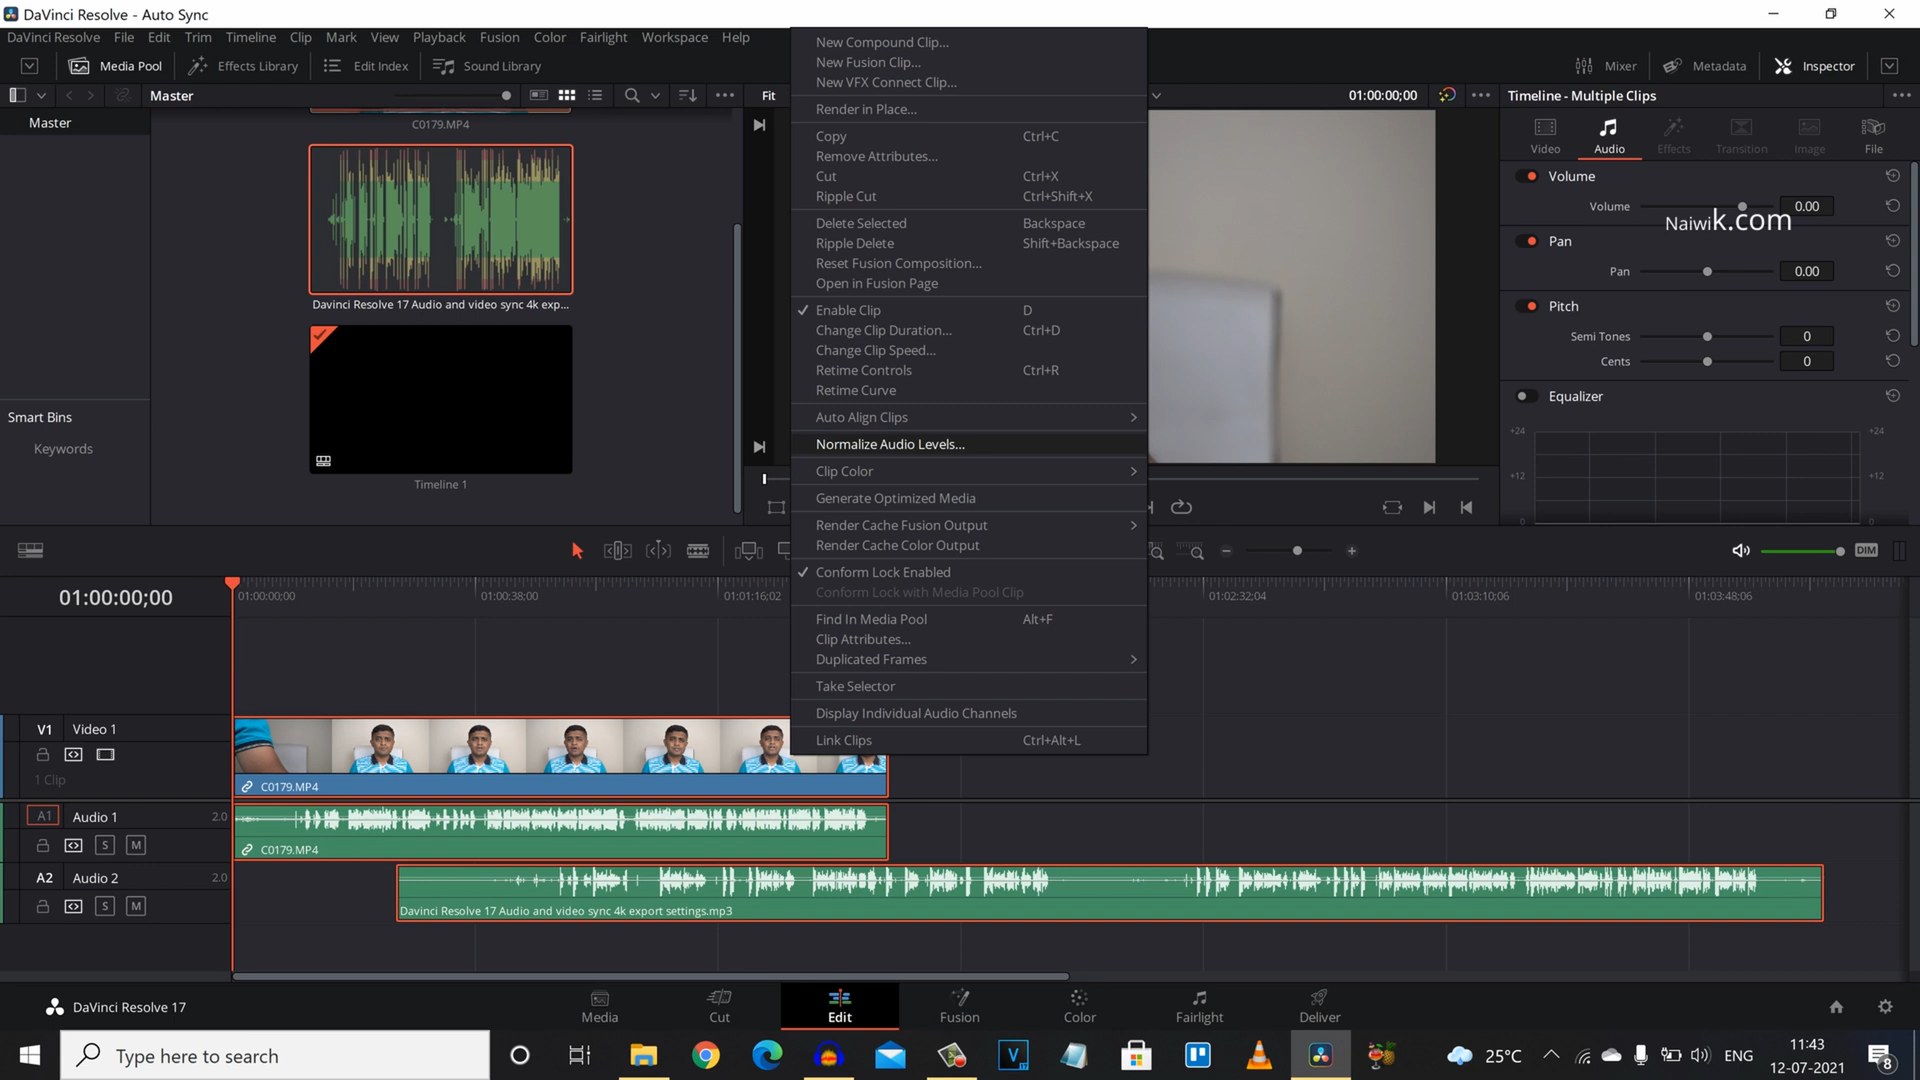 DaVinci Resolve - Auto Sync
DaVinci Resolve File Edit Trim Timeline Clip Mark View Playback Fusion Color Fairlight Workspace Help
Media Pool Effects Library Edit Index Sound Library
Mixer Metadata Inspector
Master
Fit
01:00:00;00
Timeline - Multiple Clips
Master
C0179.MP4
Davinci Resolve 17 Audio and video sync 4k exp...
Timeline 1
Smart Bins
Keywords
New Compound Clip...
New Fusion Clip...
New VFX Connect Clip...
Render in Place...
Copy Ctrl+C
Remove Attributes...
Cut Ctrl+X
Ripple Cut Ctrl+Shift+X
Delete Selected Backspace
Ripple Delete Shift+Backspace
Reset Fusion Composition...
Open in Fusion Page
Enable Clip D
Change Clip Duration... Ctrl+D
Change Clip Speed...
Retime Controls Ctrl+R
Retime Curve
Auto Align Clips
Normalize Audio Levels...
Clip Color
Generate Optimized Media
Render Cache Fusion Output
Render Cache Color Output
Conform Lock Enabled
Conform Lock with Media Pool Clip
Find In Media Pool Alt+F
Clip Attributes...
Duplicated Frames
Take Selector
Display Individual Audio Channels
Link Clips Ctrl+Alt+L
Video Audio Effects Transition Image File
Volume
Volume 0.00
Naiwik.com
Pan
Pan 0.00
Pitch
Semi Tones 0
Cents 0
Equalizer
+24 +24
+12 +12
0 0
DIM
01:00:00;00
01:00:00;00 01:00:38;00 01:01:16;02 01:02:32;04 01:03:10;06 01:03:48;06
V1 Video 1
1 Clip
C0179.MP4
A1 Audio 1 2.0
S M
C0179.MP4
A2 Audio 2 2.0
S M
Davinci Resolve 17 Audio and video sync 4k export settings.mp3
DaVinci Resolve 17
Media Cut Edit Fusion Color Fairlight Deliver
Type here to search
V
17
25°C
ENG
11:43
12-07-2021
8